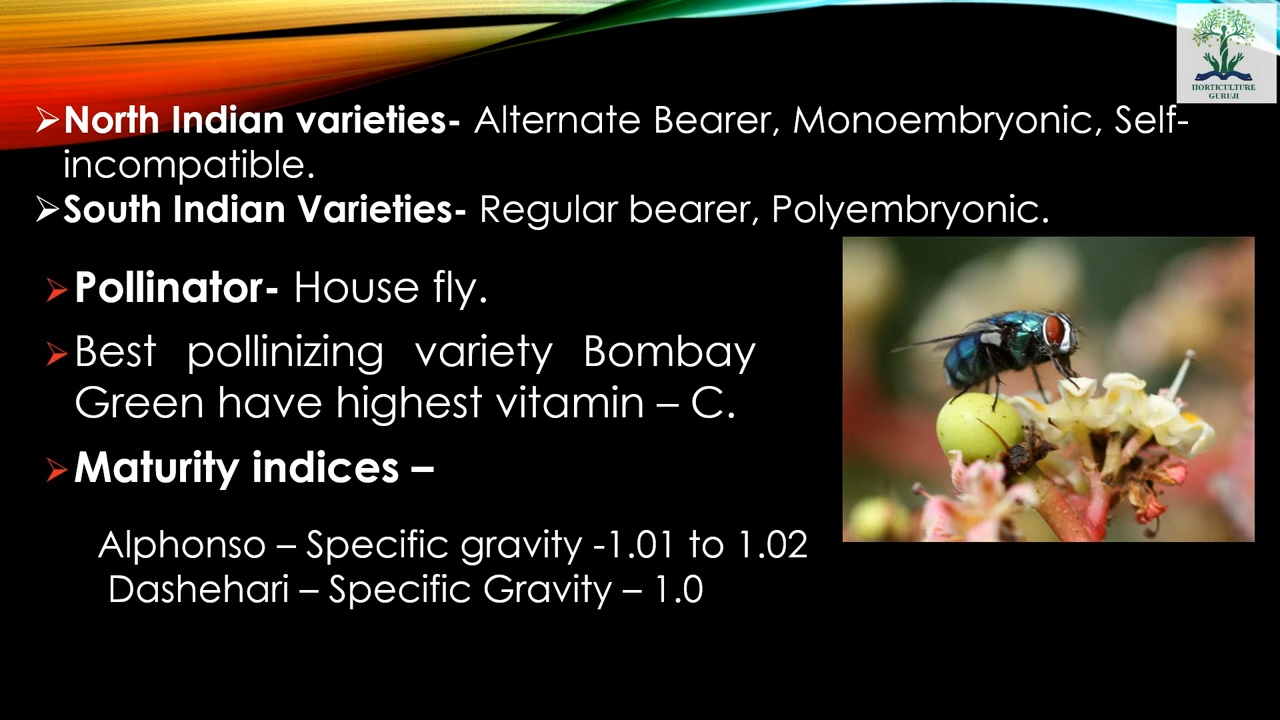 HORTICULTURE
GURUJI
➢North Indian varieties- Alternate Bearer, Monoembryonic, Self-
incompatible.
➢South Indian Varieties- Regular bearer, Polyembryonic.
➢Pollinator- House fly.
➢Best pollinizing variety Bombay
Green have highest vitamin – C.
➢Maturity indices –
Alphonso – Specific gravity -1.01 to 1.02
Dashehari – Specific Gravity – 1.0